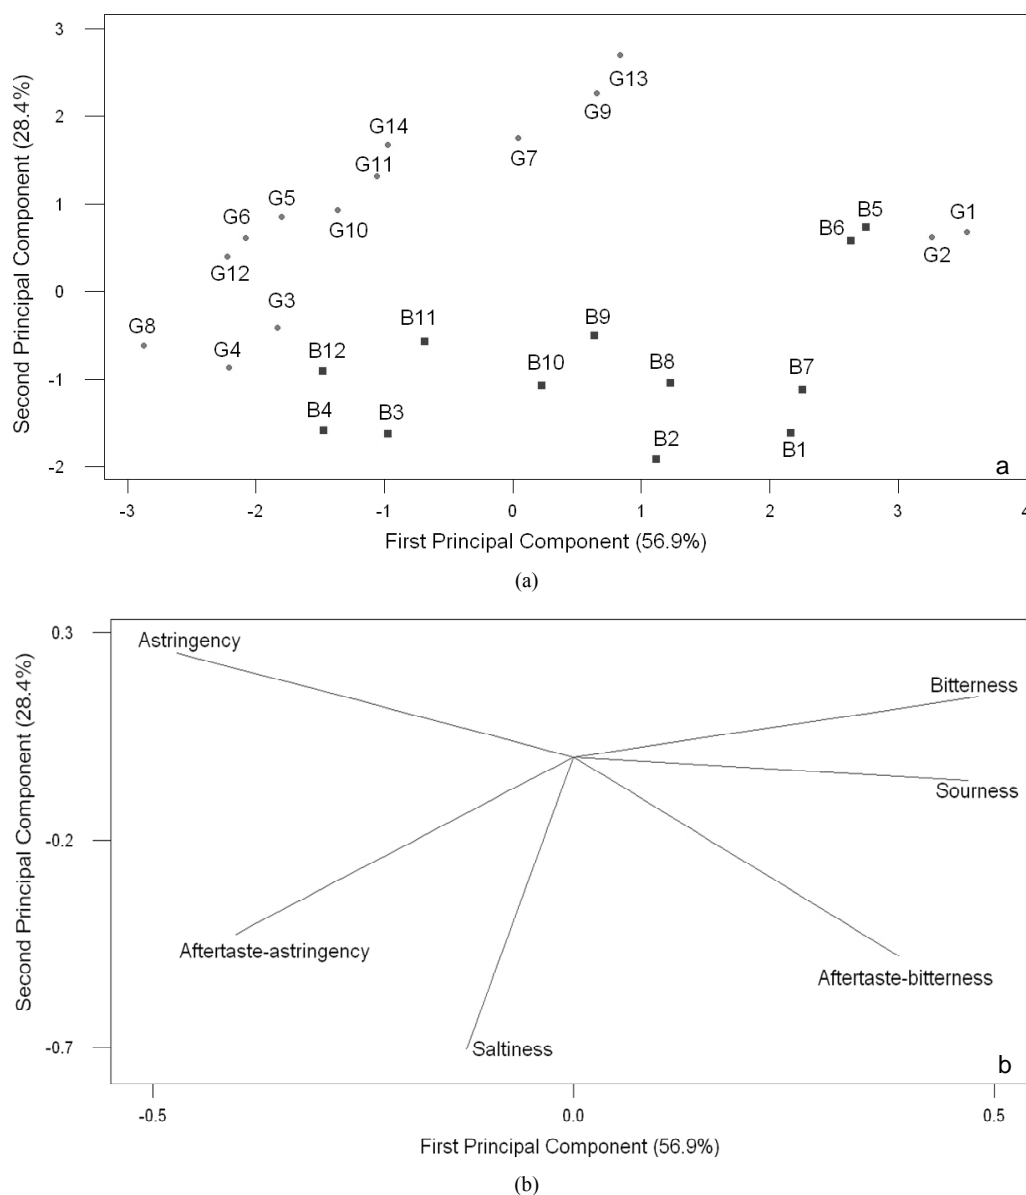 3
G13
G9
2
G14
G7
G11
1
G5
G6
G10
B5
G1
B6
G2
G12
0
G3
G8
B11
B9
G4
B12
B10
B8
B7
-1
B4
B3
B2
B1
-2
a
-3 -2 -1 0 1 2 3 4
Second Principal Component (28.4%)
First Principal Component (56.9%)
(a)
0.3
Astringency
Bitterness
Sourness
-0.2
Aftertaste-astringency
Aftertaste-bitterness
-0.7
Saltiness
b
-0.5 0.0 0.5
Second Principal Component (28.4%)
First Principal Component (56.9%)
(b)